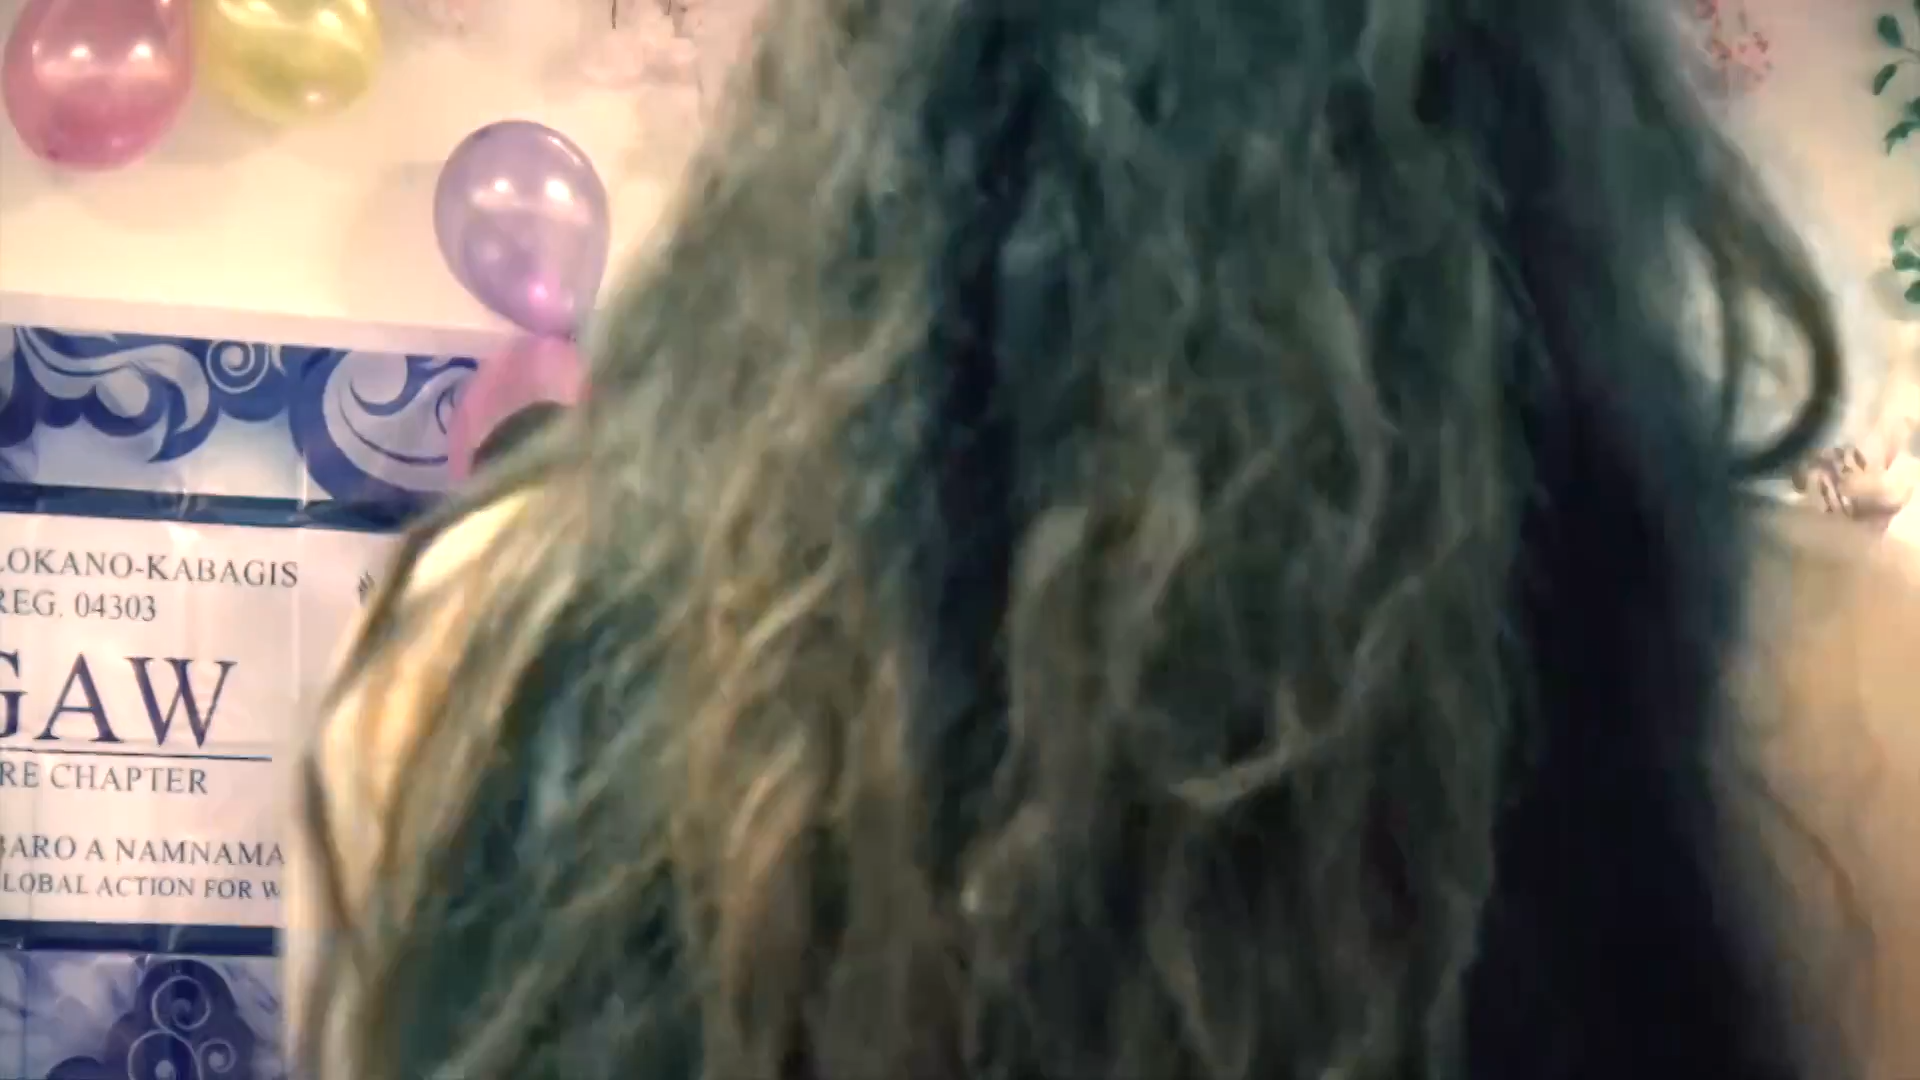 LOKANO-KABAGIS
REG. 04303
GAW
RE CHAPTER
BARO A NAMNAMA
LOBAL ACTION FOR W